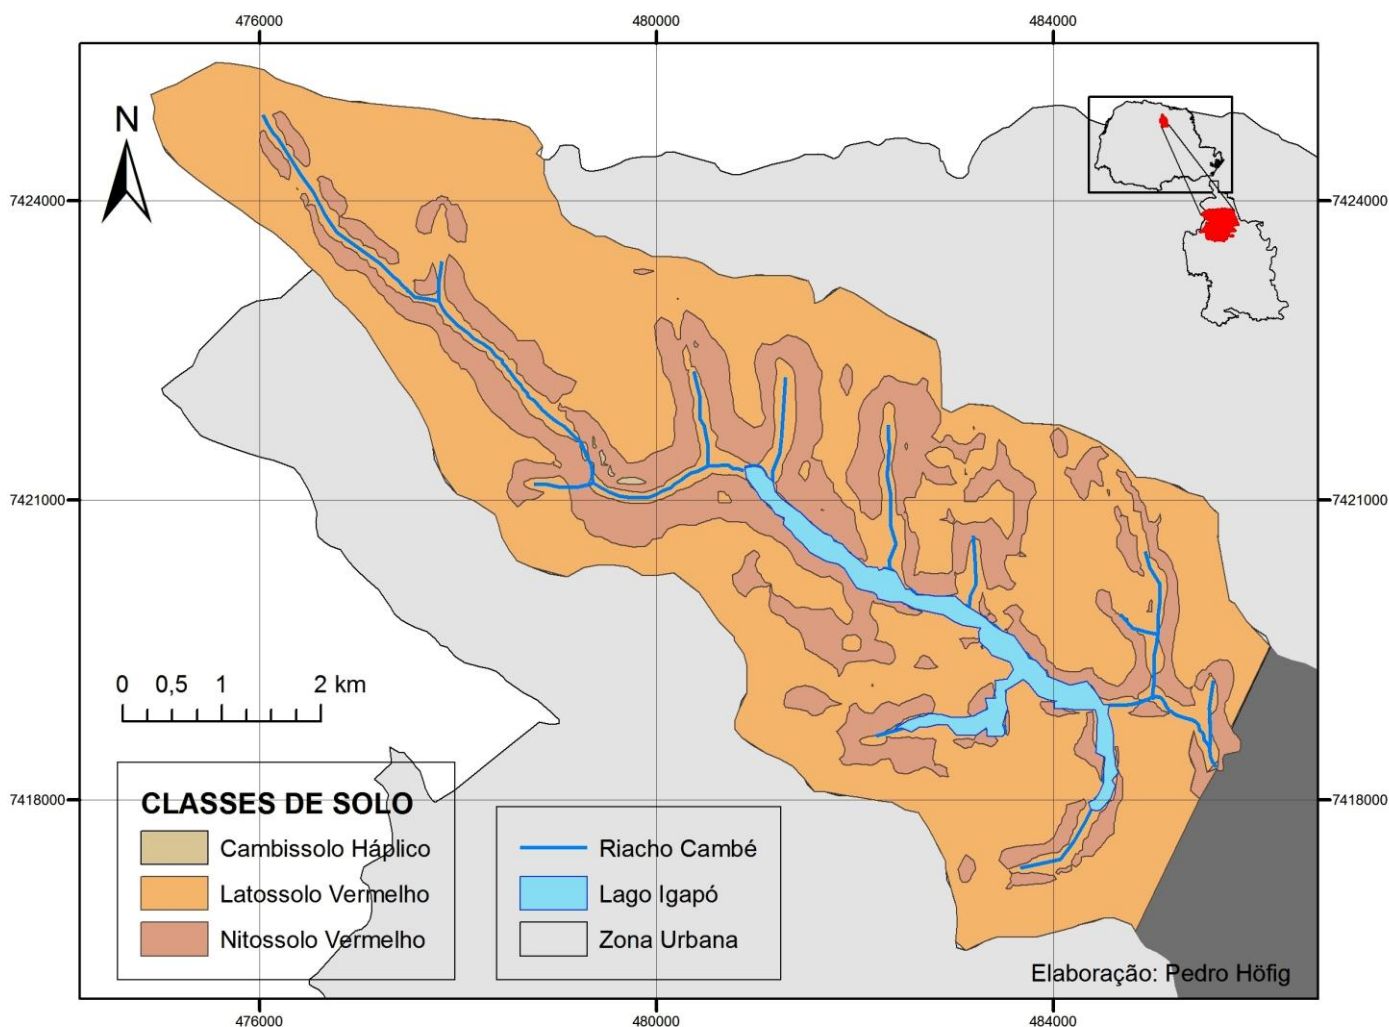 476000 480000 484000
N
7424000 7424000
7421000 7421000
0 0,5 1 2 km
7418000 7418000
CLASSES DE SOLO
Cambissolo Háplico
Latossolo Vermelho
Nitossolo Vermelho
Riacho Cambé
Lago Igapó
Zona Urbana
Elaboração: Pedro Höfig
476000 480000 484000